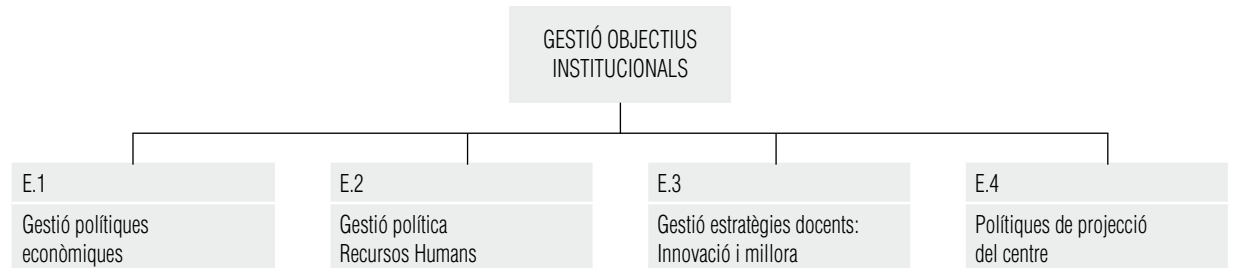 GESTIÓ OBJECTIUS
INSTITUCIONALS
E.1
Gestió polítiques
econòmiques
E.2
Gestió política
Recursos Humans
E.3
Gestió estratègies docents:
Innovació i millora
E.4
Polítiques de projecció
del centre